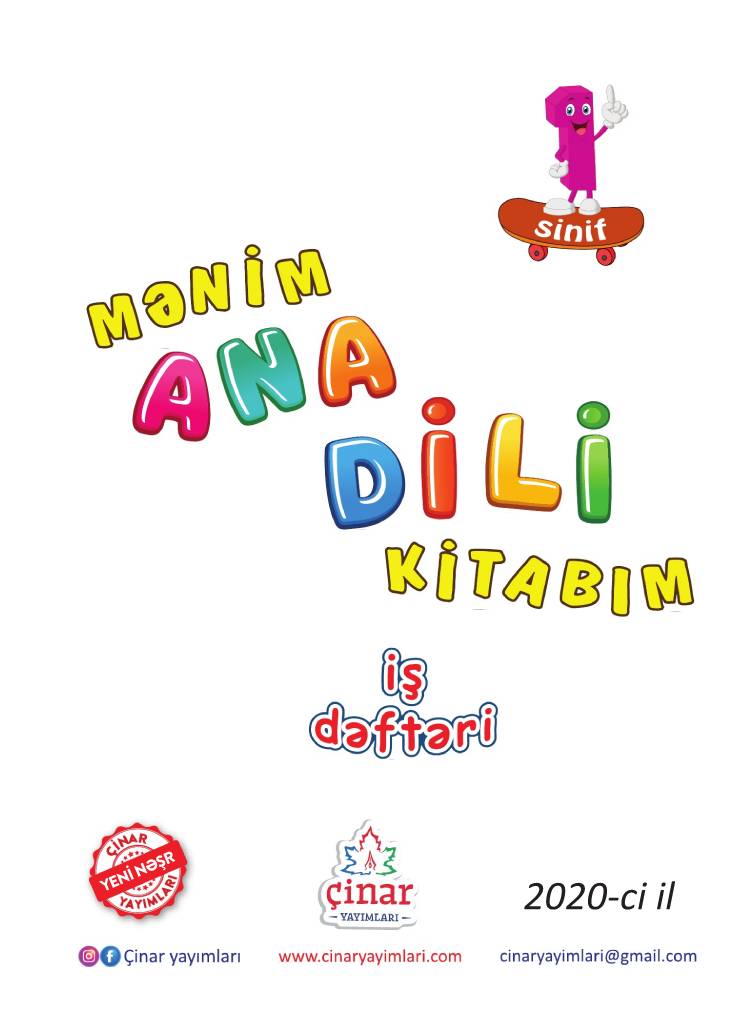 sinif
MƏNİM
ANA
DİLİ
KİTABIM
iş
dəftəri
ÇİNAR
YENİ NƏŞR
YAYIMLARI
çinar
YAYIMLARI
2020-ci il
Çinar yayımları
www.cinaryayimlari.com
cinaryayimlari@gmail.com